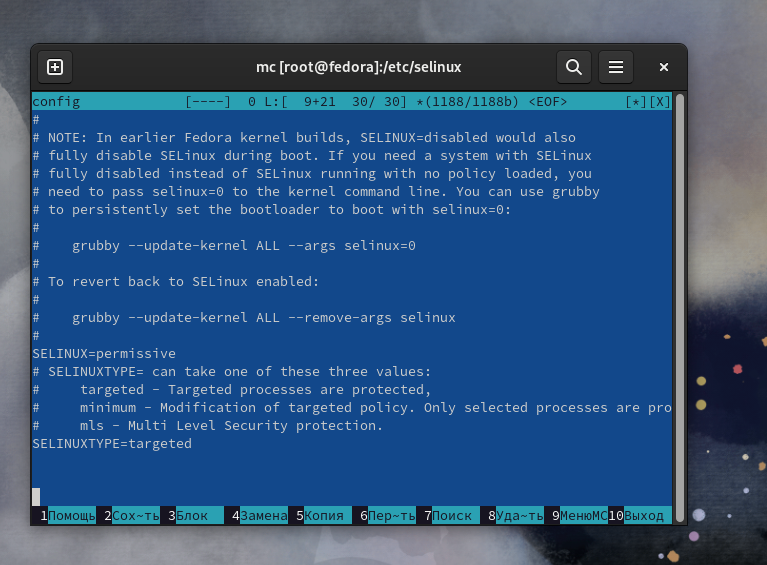 mc [root@fedora]:/etc/selinux
config [----] 0 L:[ 9+21 30/ 30] *(1188/1188b) <EOF> [*][X]
#
# NOTE: In earlier Fedora kernel builds, SELINUX=disabled would also
# fully disable SELinux during boot. If you need a system with SELinux
# fully disabled instead of SELinux running with no policy loaded, you
# need to pass selinux=0 to the kernel command line. You can use grubby
# to persistently set the bootloader to boot with selinux=0:
#
#    grubby --update-kernel ALL --args selinux=0
#
# To revert back to SELinux enabled:
#
#    grubby --update-kernel ALL --remove-args selinux
#
SELINUX=permissive
# SELINUXTYPE= can take one of these three values:
#     targeted - Targeted processes are protected,
#     minimum - Modification of targeted policy. Only selected processes are pro
#     mls - Multi Level Security protection.
SELINUXTYPE=targeted
1Помощь 2Сох~ть 3Блок 4Замена 5Копия 6Пер~ть 7Поиск 8Уда~ть 9МенюMC 10Выход